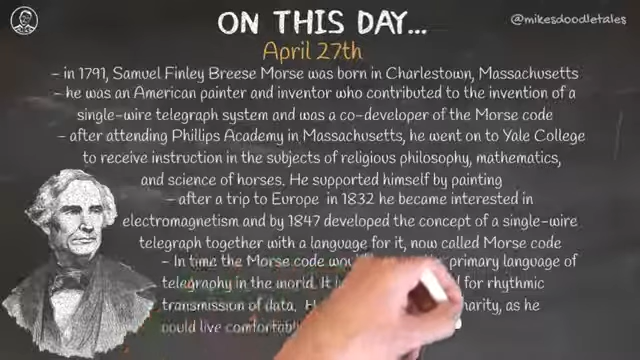 ON THIS DAY...
@mikesdoodletales
April 27th
– in 1791, Samuel Finley Breese Morse was born in Charlestown, Massachusetts
– he was an American painter and inventor who contributed to the invention of a
single-wire telegraph system and was a co-developer of the Morse code
– after attending Phillips Academy in Massachusetts, he went on to Yale College
to receive instruction in the subjects of religious philosophy, mathematics,
and science of horses. He supported himself by painting
– after a trip to Europe in 1832 he became interested in
electromagnetism and by 1847 developed the concept of a single-wire
telegraph together with a language for it, now called Morse code
– In time the Morse code primary language of
telegraphy in the world. It for rhythmic
transmission of data. as he
could live